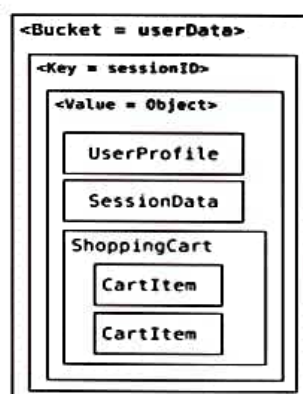 <Bucket = userData>
<Key = sessionID>
<Value = Object>
UserProfile
SessionData
ShoppingCart
CartItem
CartItem